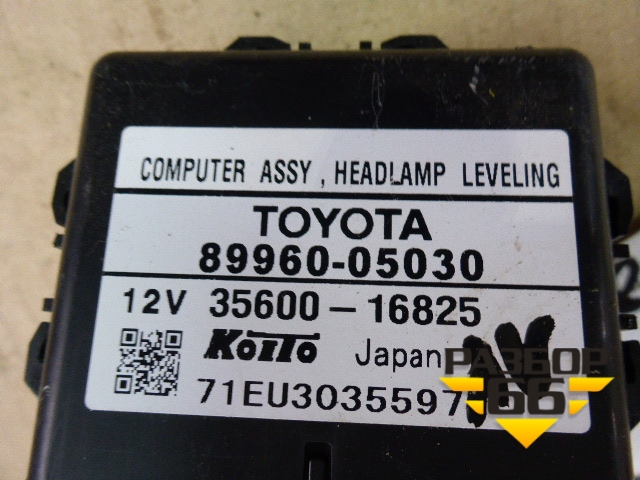 COMPUTER ASSY, HEADLAMP LEVELING
TOYOTA
89960-05030
12V 35600-16825
KOITO Japan
71EU3035597
РАЗБОР
66